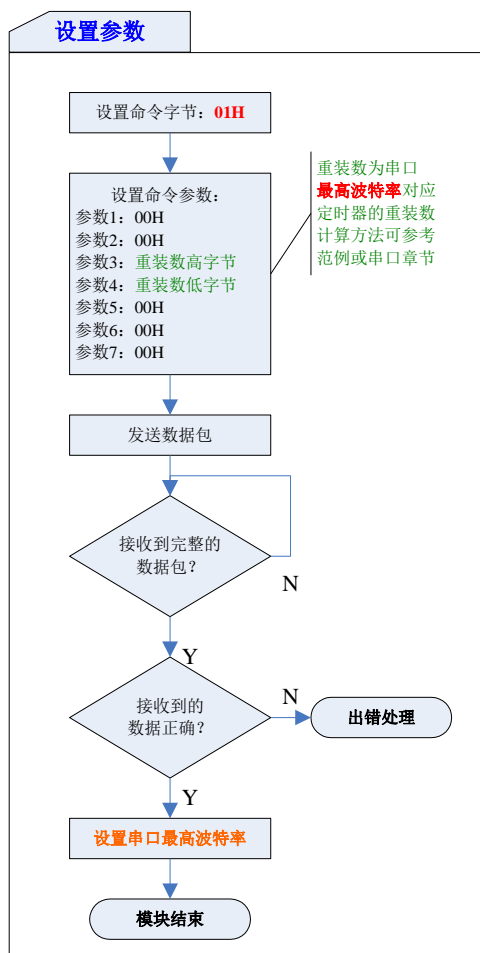 设置参数
设置命令字节：01H
设置命令参数：
参数1：00H
参数2：00H
参数3：重装数高字节
参数4：重装数低字节
参数5：00H
参数6：00H
参数7：00H
重装数为串口
最高波特率对应
定时器的重装数
计算方法可参考
范例或串口章节
发送数据包
接收到完整的
数据包？
N
Y
接收到的
数据正确？
N
出错处理
Y
设置串口最高波特率
模块结束